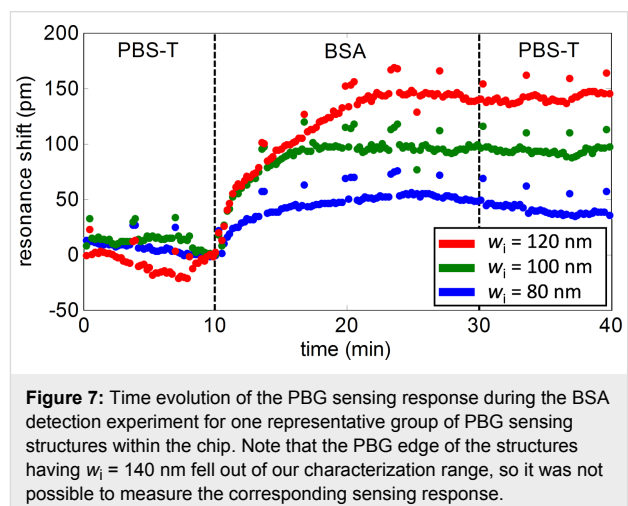 PBS-T BSA PBS-T
200
150
100
50
0
-50
resonance shift (pm)
wi = 120 nm
wi = 100 nm
wi = 80 nm
0 10 20 30 40
time (min)
Figure 7: Time evolution of the PBG sensing response during the BSA
detection experiment for one representative group of PBG sensing
structures within the chip. Note that the PBG edge of the structures
having wi = 140 nm fell out of our characterization range, so it was not
possible to measure the corresponding sensing response.